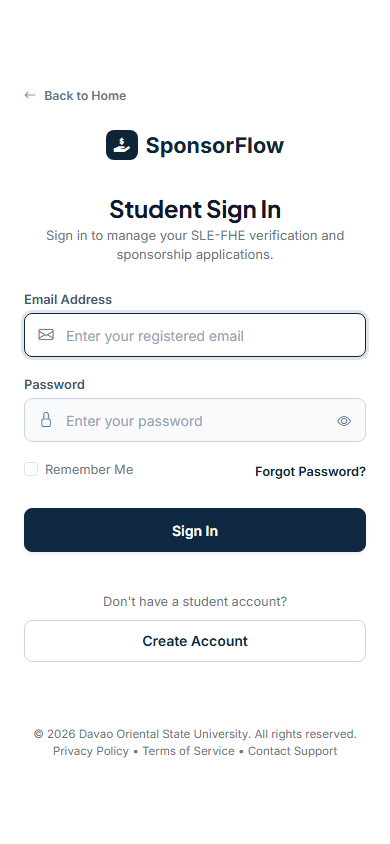 Back to Home
SponsorFlow
Student Sign In
Sign in to manage your SLE-FHE verification and
sponsorship applications.
Email Address
Enter your registered email
Password
Enter your password
Remember Me
Forgot Password?
Sign In
Don't have a student account?
Create Account
© 2026 Davao Oriental State University. All rights reserved.
Privacy Policy • Terms of Service • Contact Support